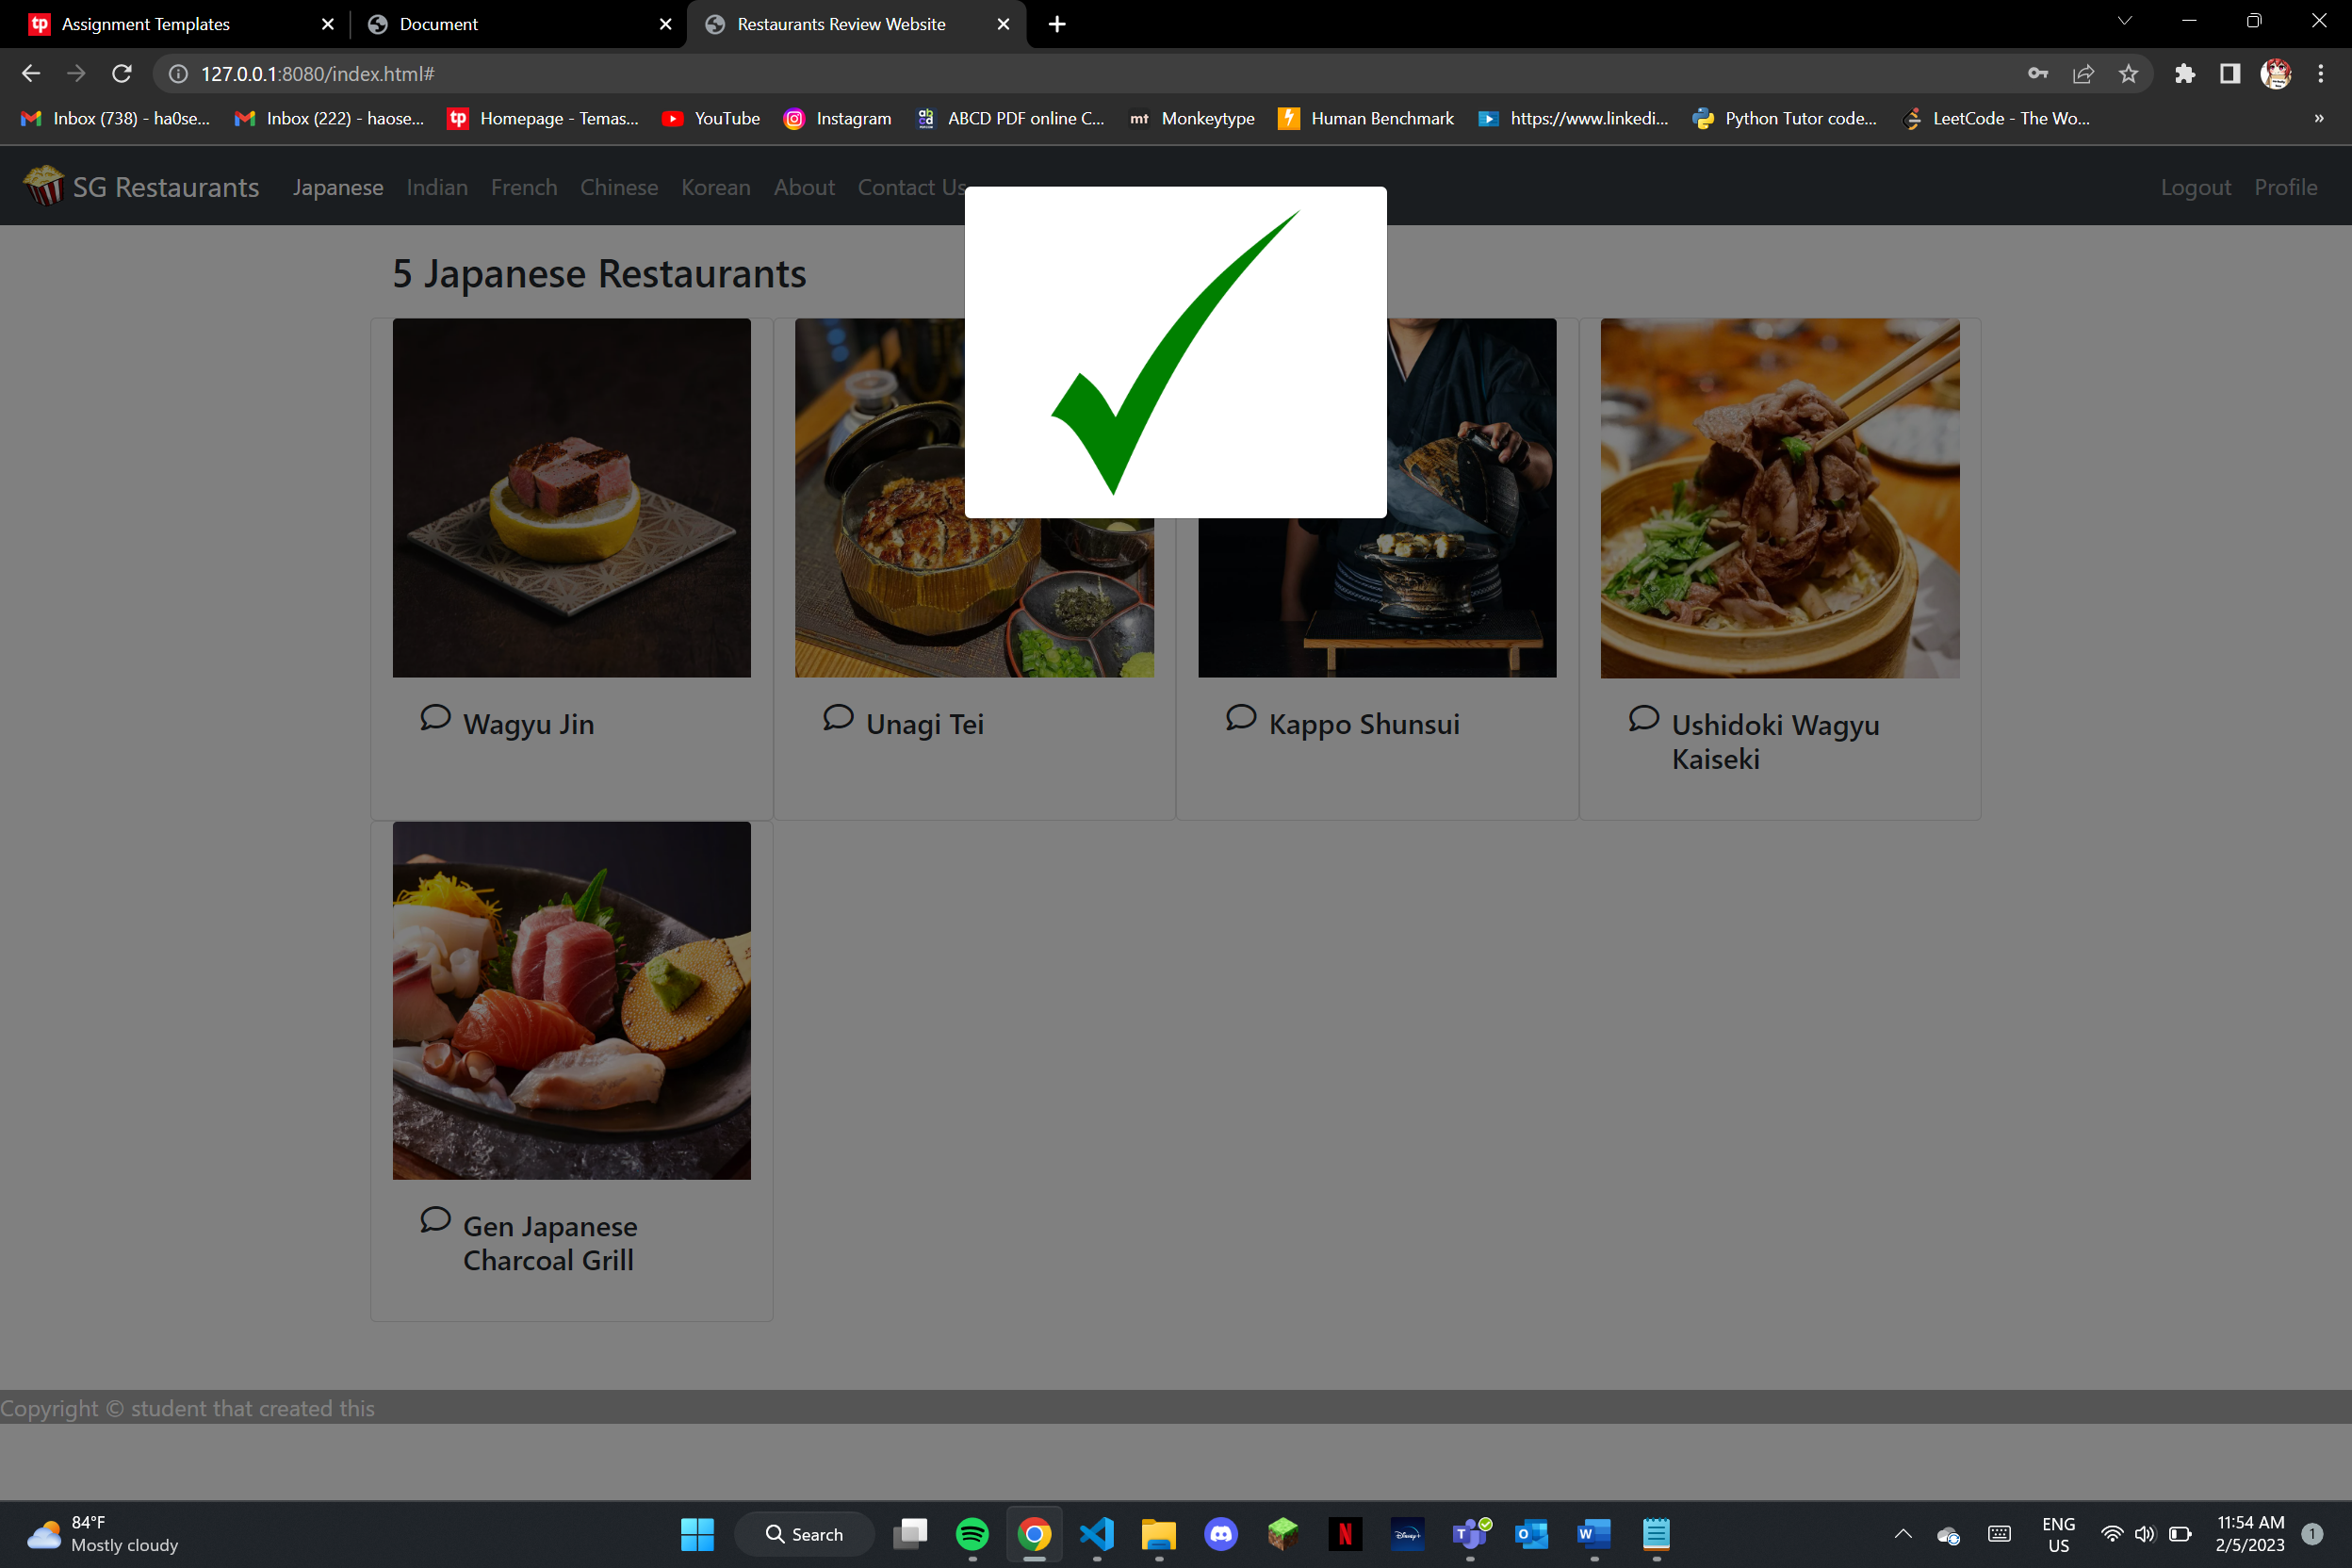 tp Assignment Templates
Document
Restaurants Review Website
127.0.0.1:8080/index.html#
Inbox (738) - ha0se...
Inbox (222) - haose...
tp Homepage - Temas...
YouTube
Instagram
ABCD PDF online C...
mt Monkeytype
Human Benchmark
https://www.linkedi...
Python Tutor code...
LeetCode - The Wo...
»
SG Restaurants
Japanese
Indian
French
Chinese
Korean
About
Contact Us
Logout
Profile
5 Japanese Restaurants
Wagyu Jin
Unagi Tei
Kappo Shunsui
Ushidoki Wagyu
Kaiseki
Gen Japanese
Charcoal Grill
Copyright © student that created this
84°F
Mostly cloudy
Search
N
Disney+
T
O
W
ENG
US
11:54 AM
2/5/2023
1